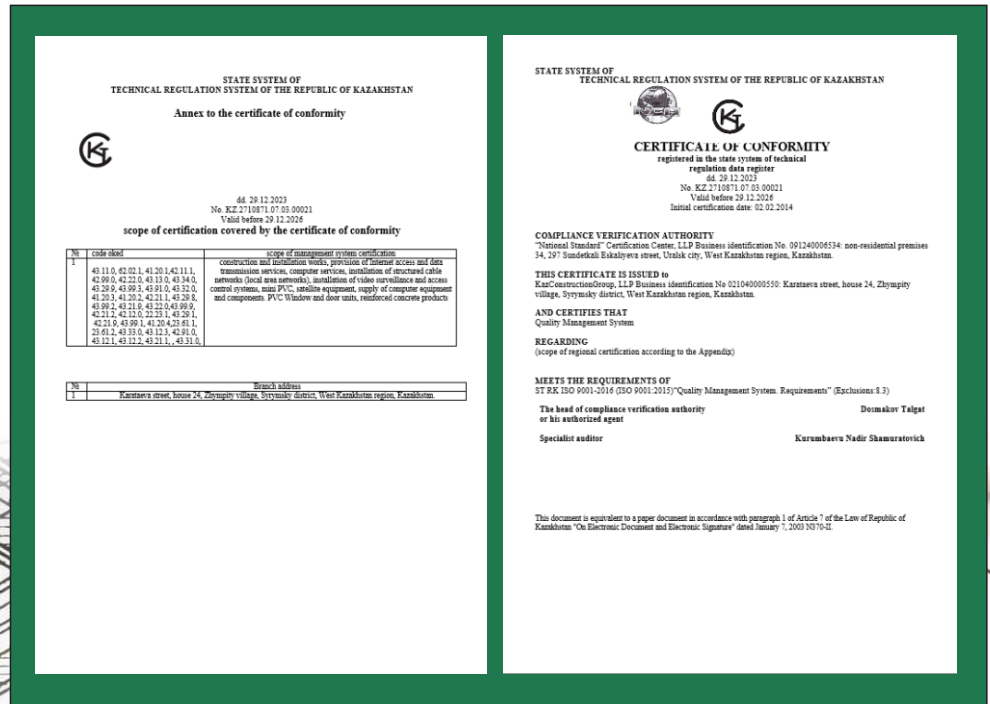 STATE SYSTEM OF
TECHNICAL REGULATION SYSTEM OF THE REPUBLIC OF KAZAKHSTAN
Annex to the certificate of conformity
dd. 29.12.2023
No. KZ.2710871.07.03.00021
Valid before 29.12.2026
scope of certification covered by the certificate of conformity
№ code oked scope of management system certification
1 construction and installation works, provision of Internet access and data
43.11.0, 62.02.1, 41.20.1,42.11.1, transmission services, computer services, installation of structured cable
42.99.0, 42.22.0, 43.13.0, 43.34.0, networks (local area networks), installation of video surveillance and access
43.29.9, 43.99.3, 43.91.0, 43.32.0, control systems, mini PVC, satellite equipment, supply of computer equipment
41.20.3, 41.20.2, 42.21.1, 43.29.8, and components. PVC Window and door units, reinforced concrete products
43.99.2, 43.21.9, 43.22.0,43.99.9,
42.21.2, 42.12.0, 22.23.1, 43.29.1,
42.21.9, 43.99.1, 41.20.4,23.61.1,
23.61.2, 43.33.0, 43.12.3, 42.91.0,
43.12.1, 43.12.2, 43.21.1, , 43.31.0,
№ Branch address
1 Karataeva street, house 24, Zhympity village, Syrymsky district, West Kazakhstan region, Kazakhstan.
STATE SYSTEM OF
TECHNICAL REGULATION SYSTEM OF THE REPUBLIC OF KAZAKHSTAN
CERTIFICATE OF CONFORMITY
registered in the state system of technical
regulation data register
dd. 29.12.2023
No. KZ.2710871.07.03.00021
Valid before 29.12.2026
Initial certification date: 02.02.2014
COMPLIANCE VERIFICATION AUTHORITY
"National Standard" Certification Center, LLP Business identification No. 091240006534: non-residential premises
34, 297 Sundetkali Eskaliyeva street, Uralsk city, West Kazakhstan region, Kazakhstan.
THIS CERTIFICATE IS ISSUED to
KazConstructionGroup, LLP Business identification No 021040000550: Karataeva street, house 24, Zhympity
village, Syrymsky district, West Kazakhstan region, Kazakhstan.
AND CERTIFIES THAT
Quality Management System
REGARDING
(scope of regional certification according to the Appendix)
MEETS THE REQUIREMENTS OF
ST RK ISO 9001-2016 (ISO 9001:2015)"Quality Management System. Requirements" (Exclusions:8.3)
The head of compliance verification authority Dosmakov Talgat
or his authorized agent
Specialist auditor Kurumbaevu Nadir Shamuratovich
This document is equivalent to a paper document in accordance with paragraph 1 of Article 7 of the Law of Republic of
Kazakhstan "On Electronic Document and Electronic Signature" dated January 7, 2003 N370-II.